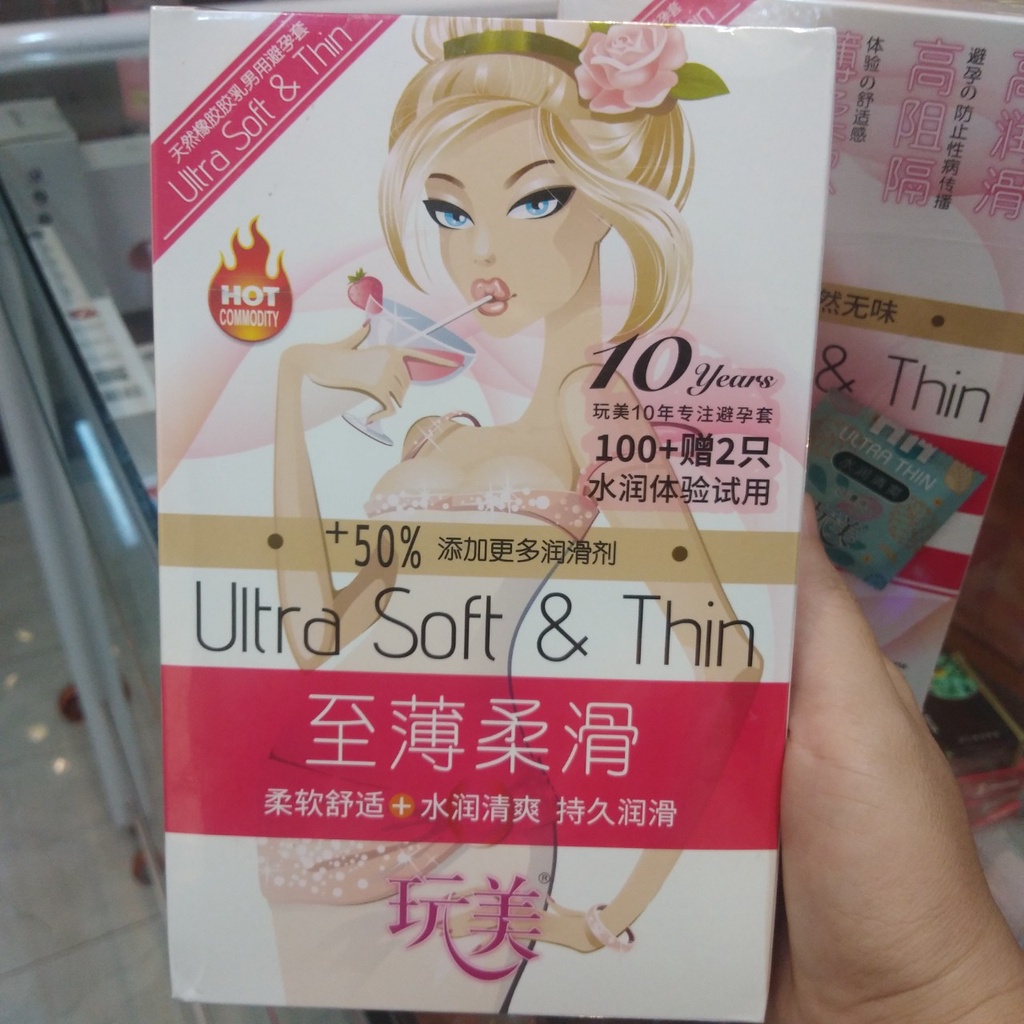 天然橡胶胶乳男用避孕套
Ultra Soft & Thin
HOT
COMMODITY
10 Years
玩美10年专注避孕套
100+赠2只
水润体验试用
+50% 添加更多润滑剂
Ultra Soft & Thin
至薄柔滑
柔软舒适+水润清爽 持久润滑
玩美®
体验の舒适感
高阻隔
避孕の 防止性病传播
高润滑
然无味
& Thin
ULTRA THIN